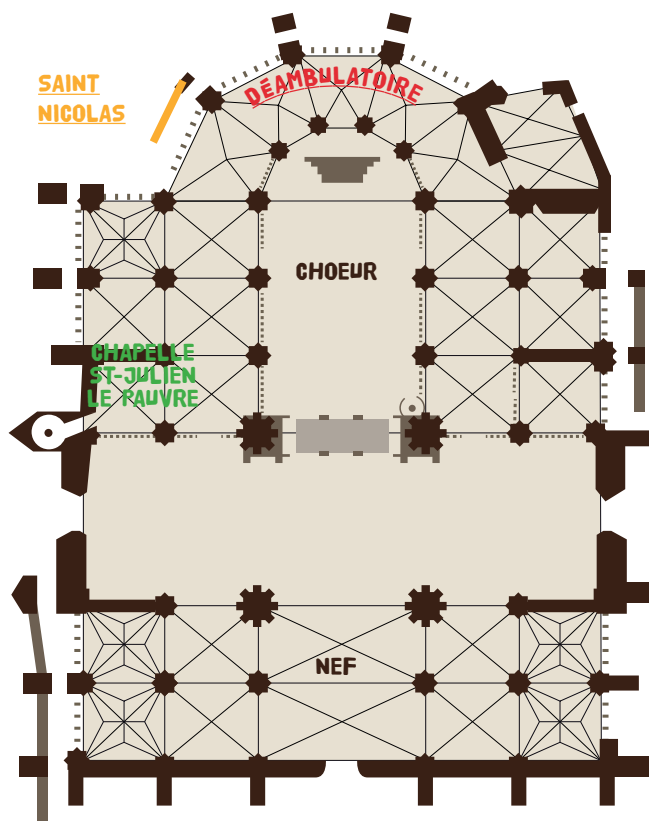 SAINT
NICOLAS
DÉAMBULATOIRE
CHOEUR
CHAPELLE
ST-JULIEN
LE PAUVRE
NEF